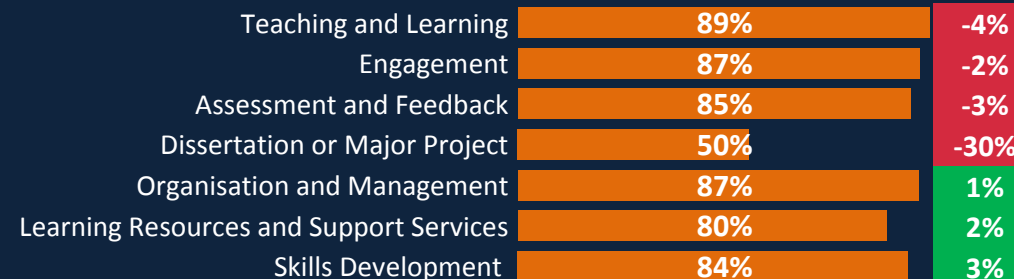 Teaching and Learning 89% -4%
Engagement 87% -2%
Assessment and Feedback 85% -3%
Dissertation or Major Project 50% -30%
Organisation and Management 87% 1%
Learning Resources and Support Services 80% 2%
Skills Development 84% 3%